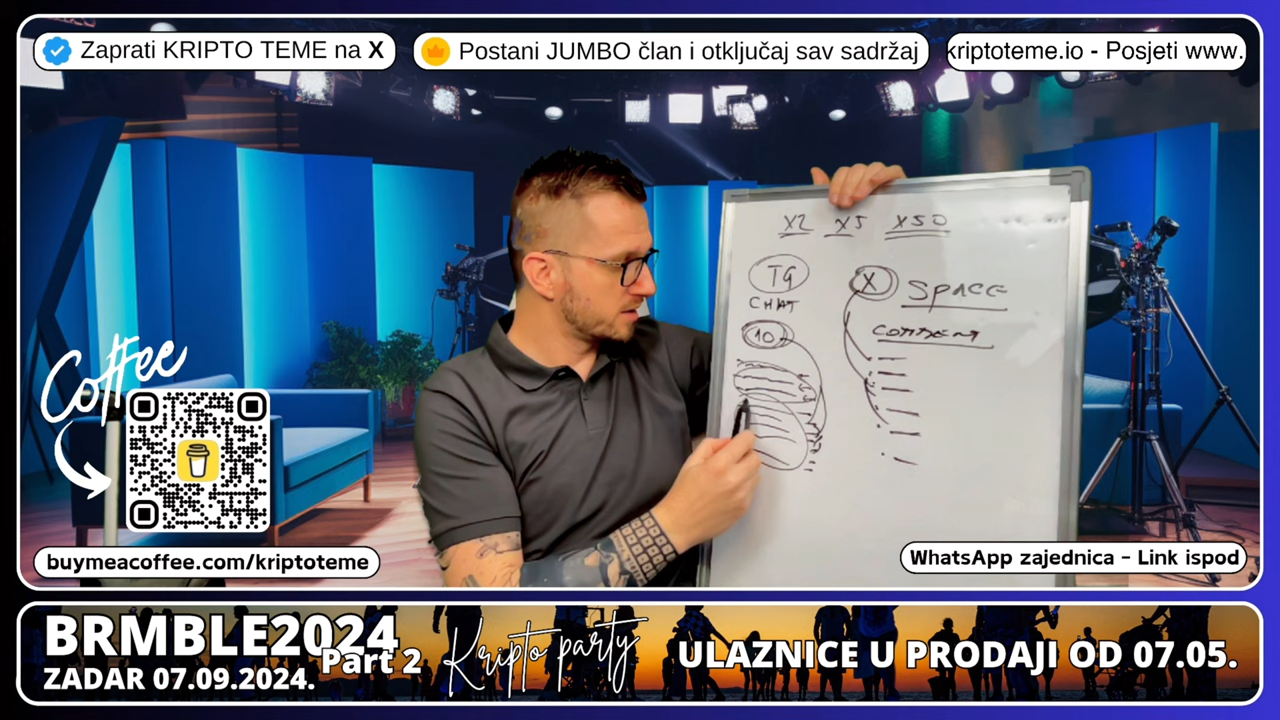 Zaprati KRIPTO TEME na X
Postani JUMBO član i otključaj sav sadržaj
kriptoteme.io - Posjeti www.
X2 X5 X50
TG
X
SPACE
CHAT
COMMENT
10
Coffee
buymeacoffee.com/kriptoteme
WhatsApp zajednica - Link ispod
BRMBLE2024
Part 2
Kripto party
ULAZNICE U PRODAJI OD 07.05.
ZADAR 07.09.2024.